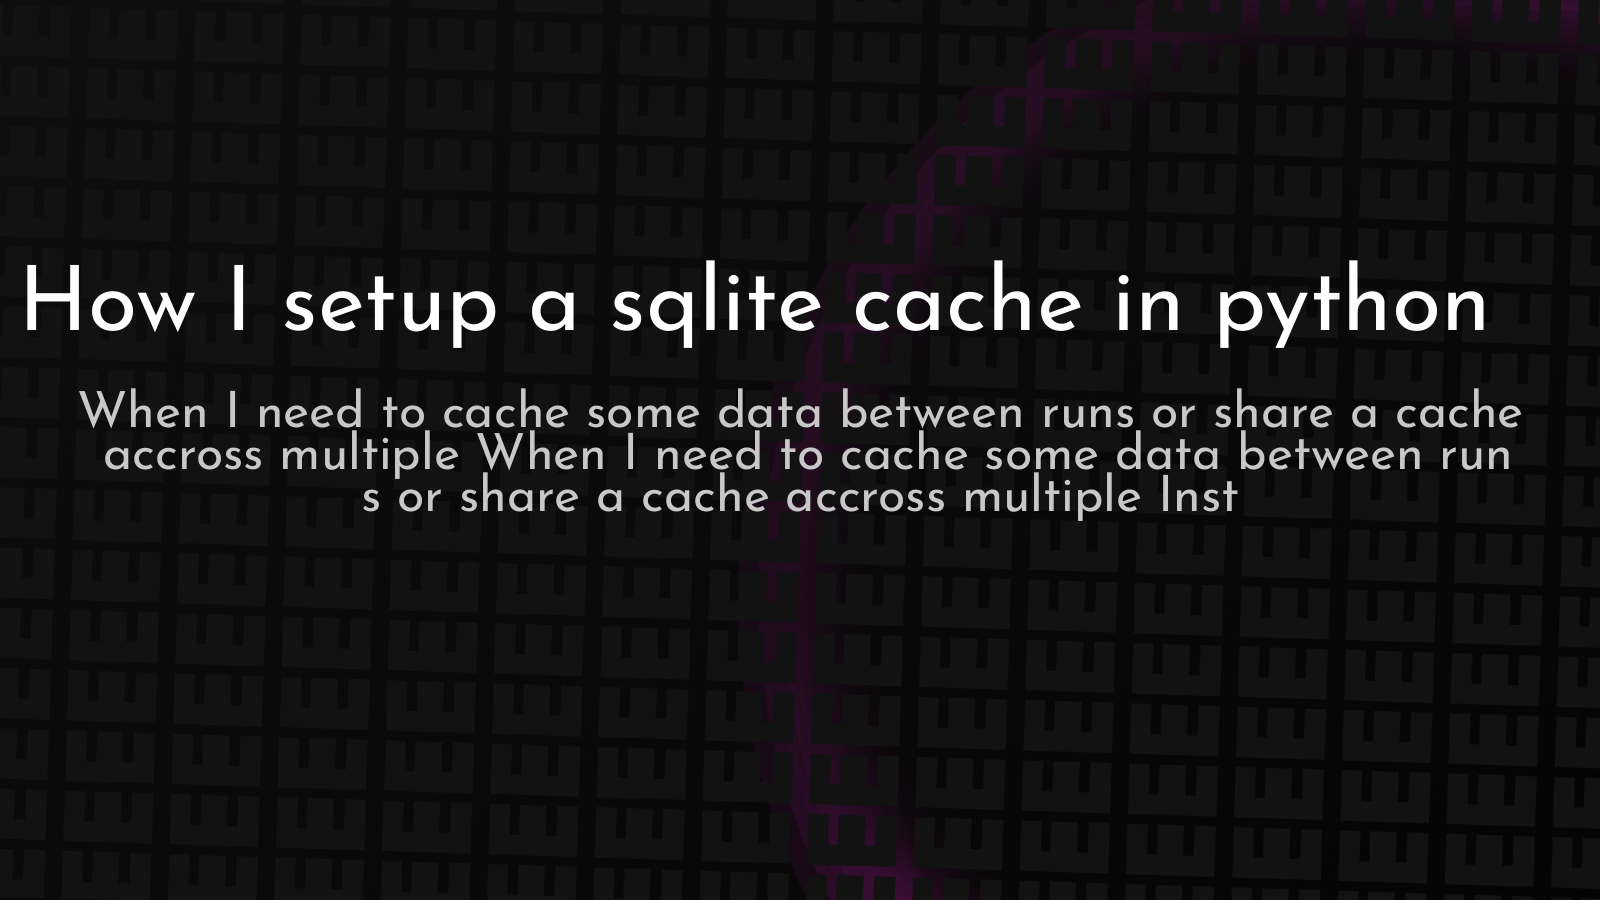 How I setup a sqlite cache in python
When I need to cache some data between runs or share a cache
accross multiple When I need to cache some data between run
s or share a cache accross multiple Inst